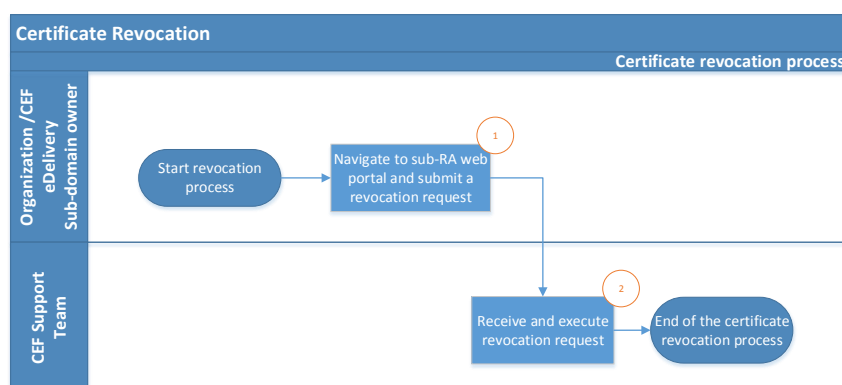 Certificate Revocation
Certificate revocation process
Organization /CEF
eDelivery
Sub-domain owner
Start revocation
process
1
Navigate to sub-RA web
portal and submit a
revocation request
CEF Support
Team
2
Receive and execute
revocation request
End of the certificate
revocation process